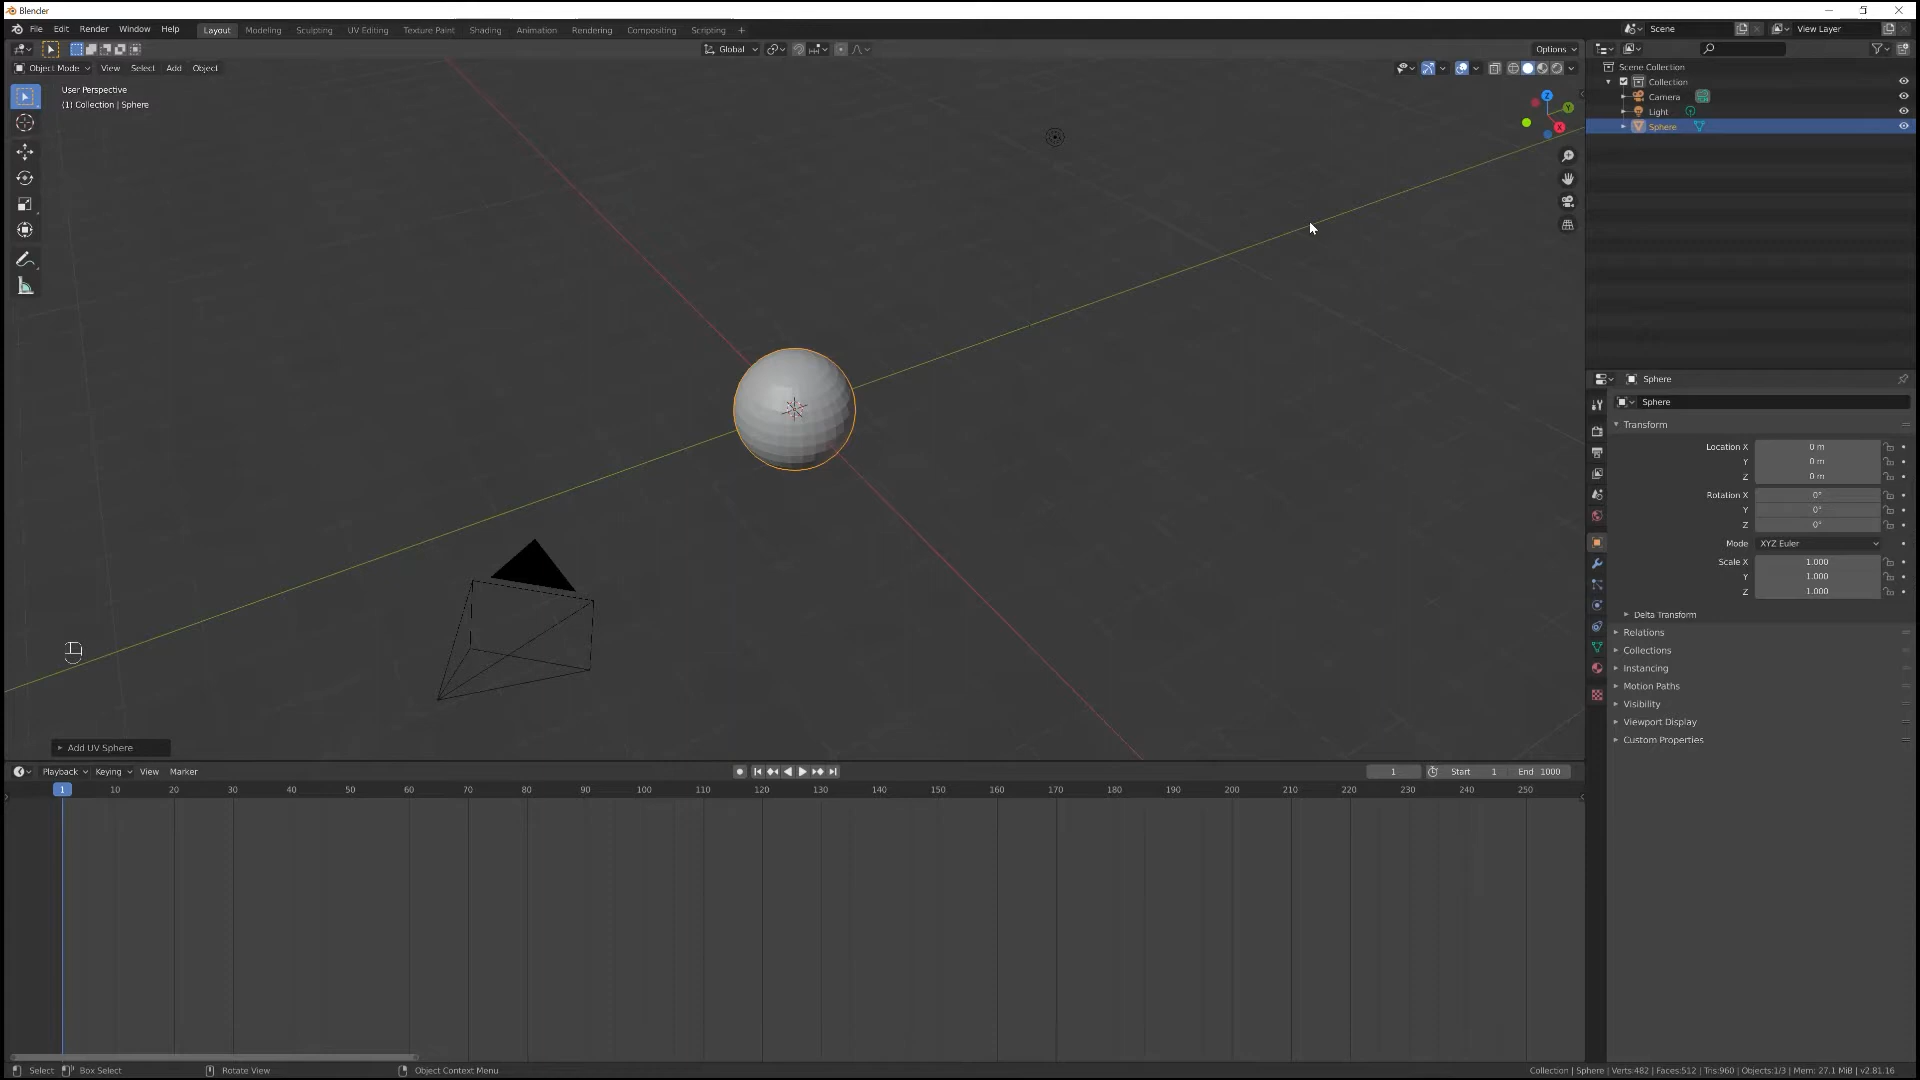 Blender
File Edit Render Window Help Layout Modeling Sculpting UV Editing Texture Paint Shading Animation Rendering Compositing Scripting + Scene View Layer
Global Options
Object Mode View Select Add Object
User Perspective
(1) Collection | Sphere
Z
Y
X
Scene Collection
Collection
Camera
Light
Sphere
Sphere
Sphere
Transform
Location X 0 m
Y 0 m
Z 0 m
Rotation X 0°
Y 0°
Z 0°
Mode XYZ Euler
Scale X 1.000
Y 1.000
Z 1.000
Delta Transform
Relations
Collections
Instancing
Motion Paths
Visibility
Viewport Display
Custom Properties
Add UV Sphere
Playback Keying View Marker 1 Start 1 End 1000
1 10 20 30 40 50 60 70 80 90 100 110 120 130 140 150 160 170 180 190 200 210 220 230 240 250
Select Box Select Rotate View Object Context Menu Collection | Sphere | Verts:482 | Faces:512 | Tris:960 | Objects:1/3 | Mem: 27.1 MiB | v2.81.16